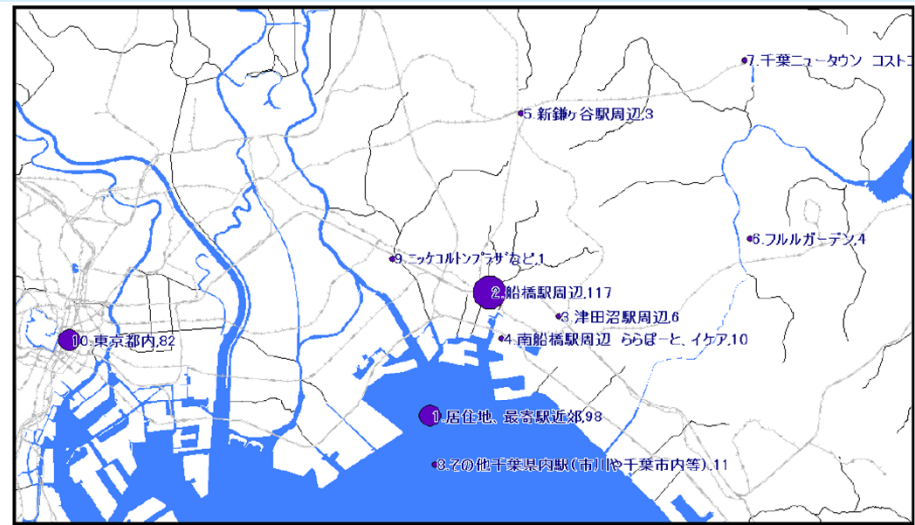 7.千葉ニュータウン コストコ
5.新鎌ヶ谷駅周辺,3
6.フルルガーデン,4
9.ニッケコルトンプラザなど,1
2.船橋駅周辺,117
3.津田沼駅周辺,6
10.東京都内,82
4.南船橋駅周辺 ららぽーと、イケア,10
1.居住地、最寄駅近郊,98
8.その他千葉県内駅(市川や千葉市内等),11